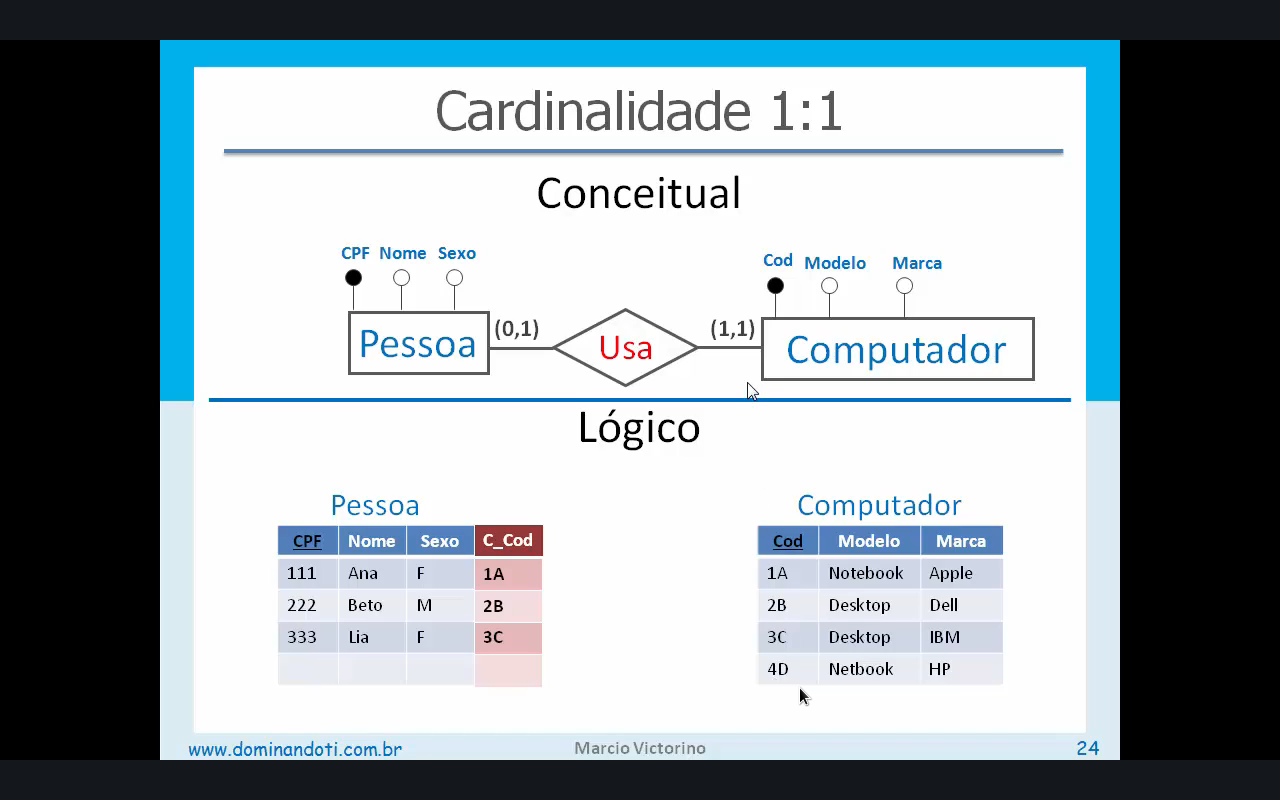 Cardinalidade 1:1
Conceitual
CPF Nome Sexo
Cod Modelo Marca
Pessoa (0,1) Usa (1,1) Computador
Lógico
Pessoa
CPF Nome Sexo C_Cod
111 Ana F 1A
222 Beto M 2B
333 Lia F 3C
Computador
Cod Modelo Marca
1A Notebook Apple
2B Desktop Dell
3C Desktop IBM
4D Netbook HP
www.dominandoti.com.br Marcio Victorino 24